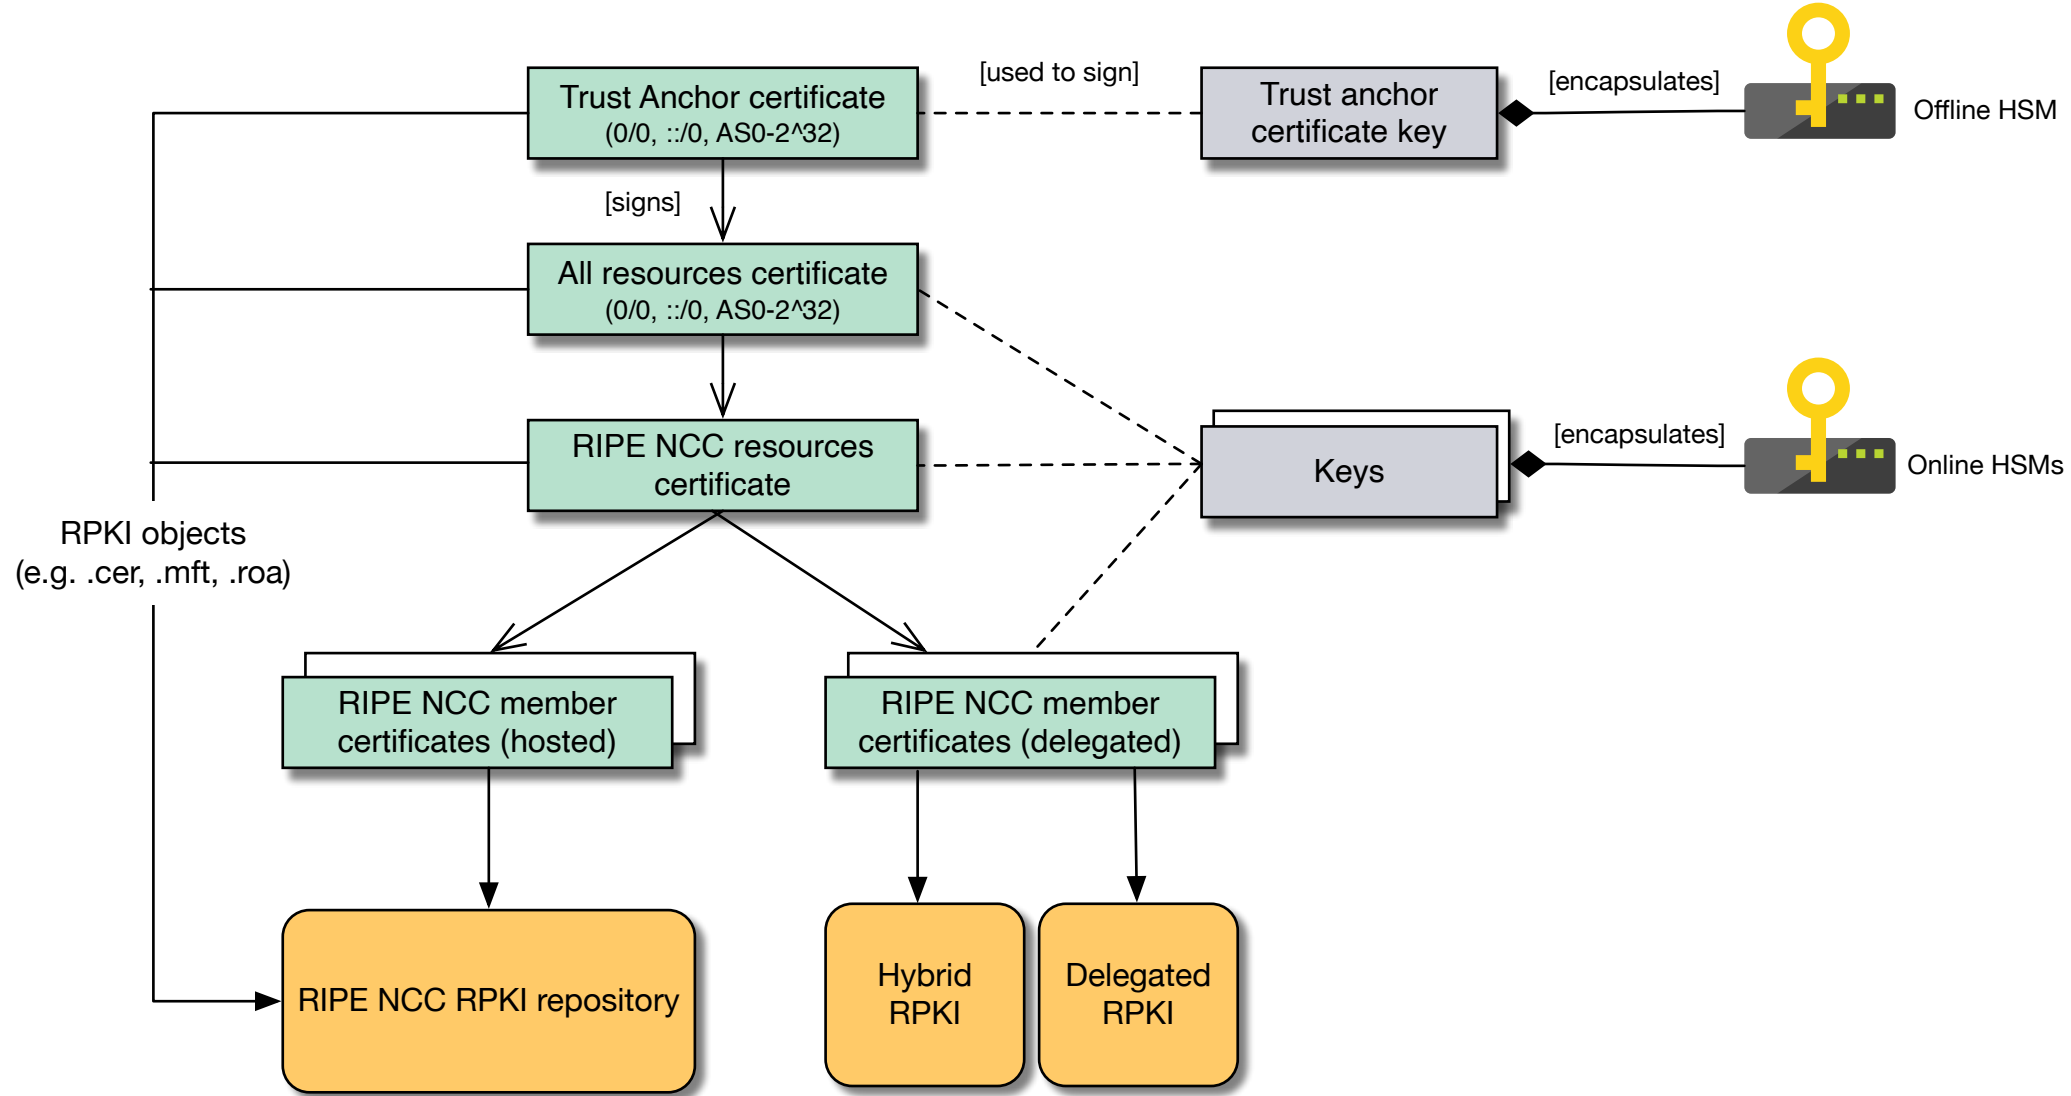 Trust Anchor certificate
(0/0, ::/0, AS0-2^32)
[used to sign]
Trust anchor
certificate key
[encapsulates]
Offline HSM
[signs]
All resources certificate
(0/0, ::/0, AS0-2^32)
RIPE NCC resources
certificate
Keys
[encapsulates]
Online HSMs
RPKI objects
(e.g. .cer, .mft, .roa)
RIPE NCC member
certificates (hosted)
RIPE NCC member
certificates (delegated)
RIPE NCC RPKI repository
Hybrid
RPKI
Delegated
RPKI